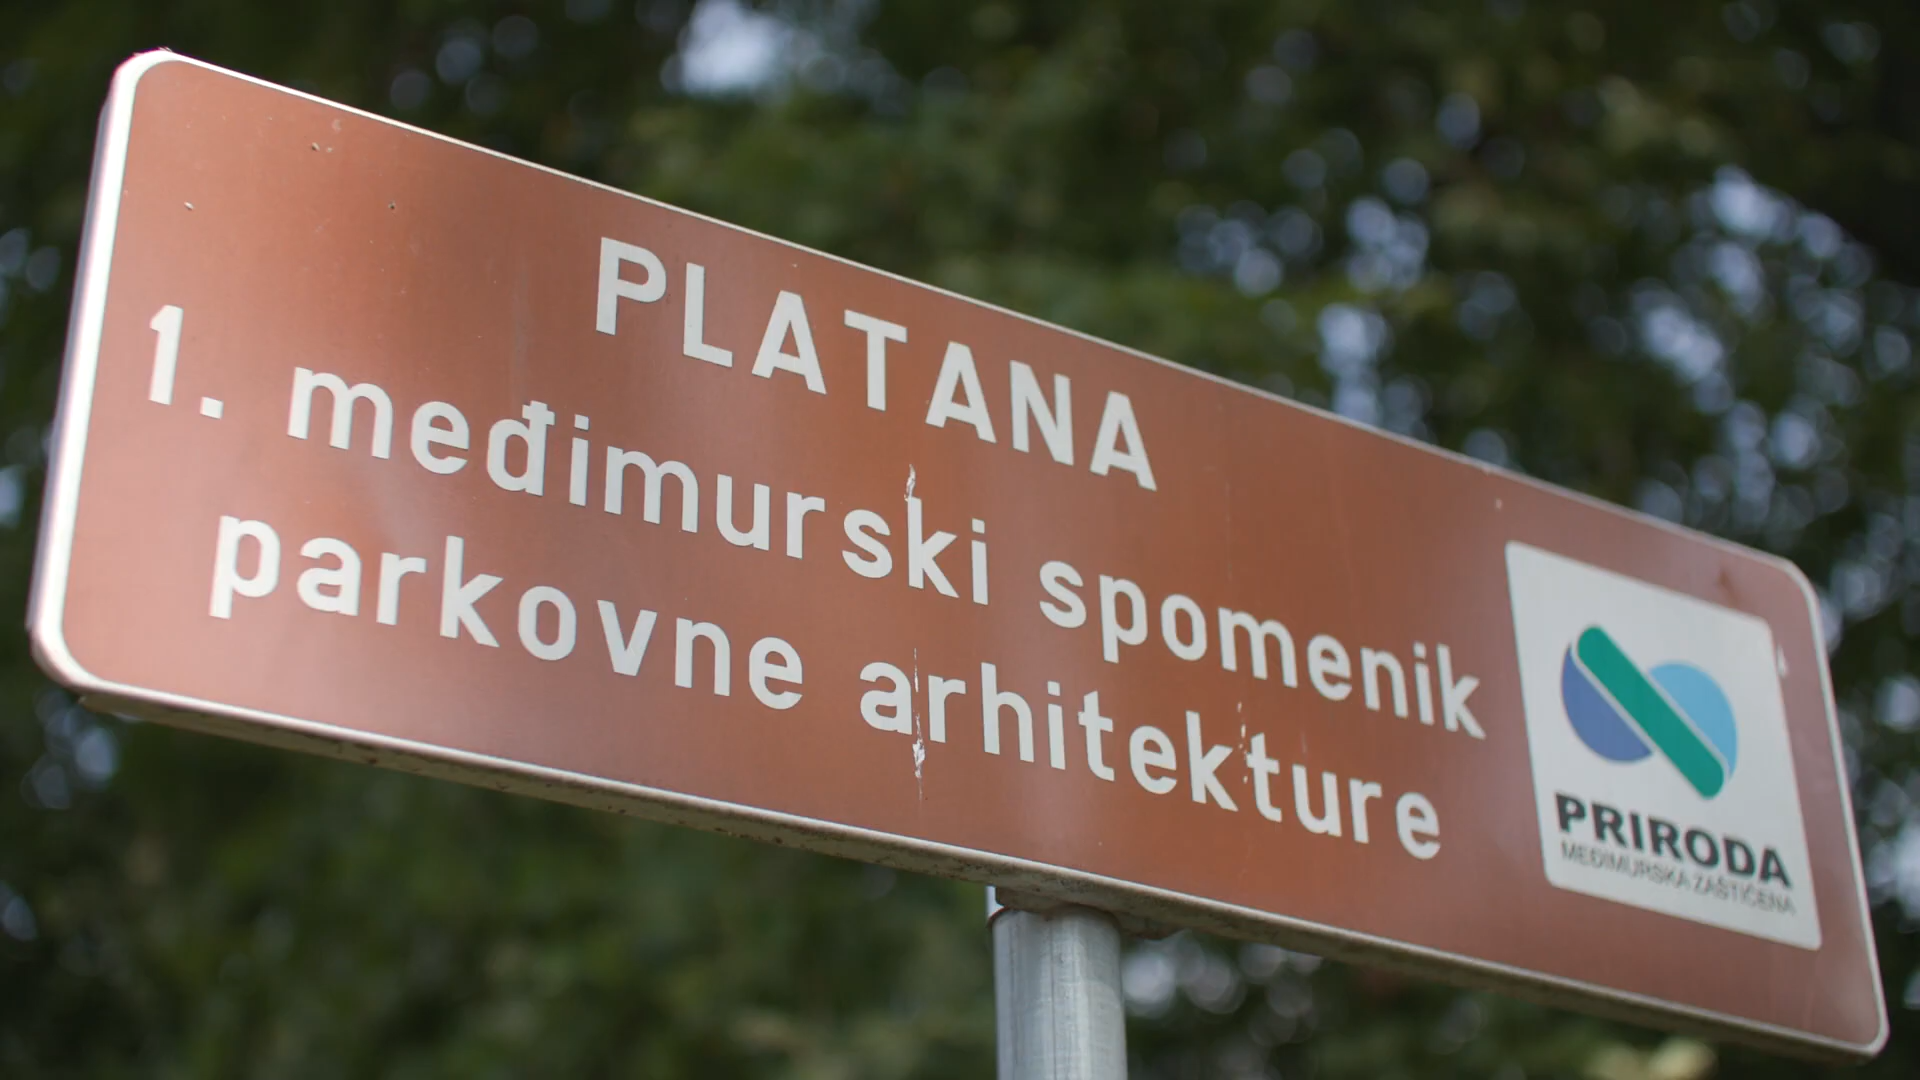 PLATANA
1. međimurski spomenik
parkovne arhitekture
PRIRODA
MEĐIMURSKA ZAŠTIĆENA